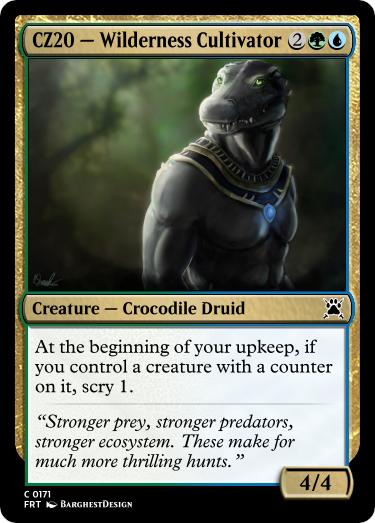 CZ20 — Wilderness Cultivator 2
Creature — Crocodile Druid
At the beginning of your upkeep, if
you control a creature with a counter
on it, scry 1.
“Stronger prey, stronger predators,
stronger ecosystem. These make for
much more thrilling hunts.”
4/4
C 0171
FRT BarghestDesign